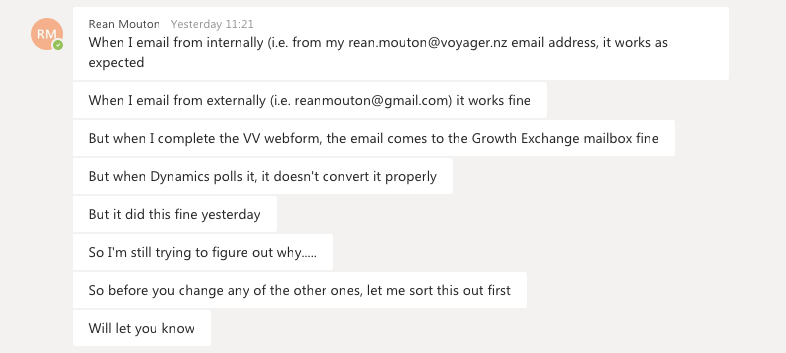 RM
Rean Mouton Yesterday 11:21
When I email from internally (i.e. from my rean.mouton@voyager.nz email address, it works as
expected
When I email from externally (i.e. reanmouton@gmail.com) it works fine
But when I complete the VV webform, the email comes to the Growth Exchange mailbox fine
But when Dynamics polls it, it doesn't convert it properly
But it did this fine yesterday
So I'm still trying to figure out why.....
So before you change any of the other ones, let me sort this out first
Will let you know